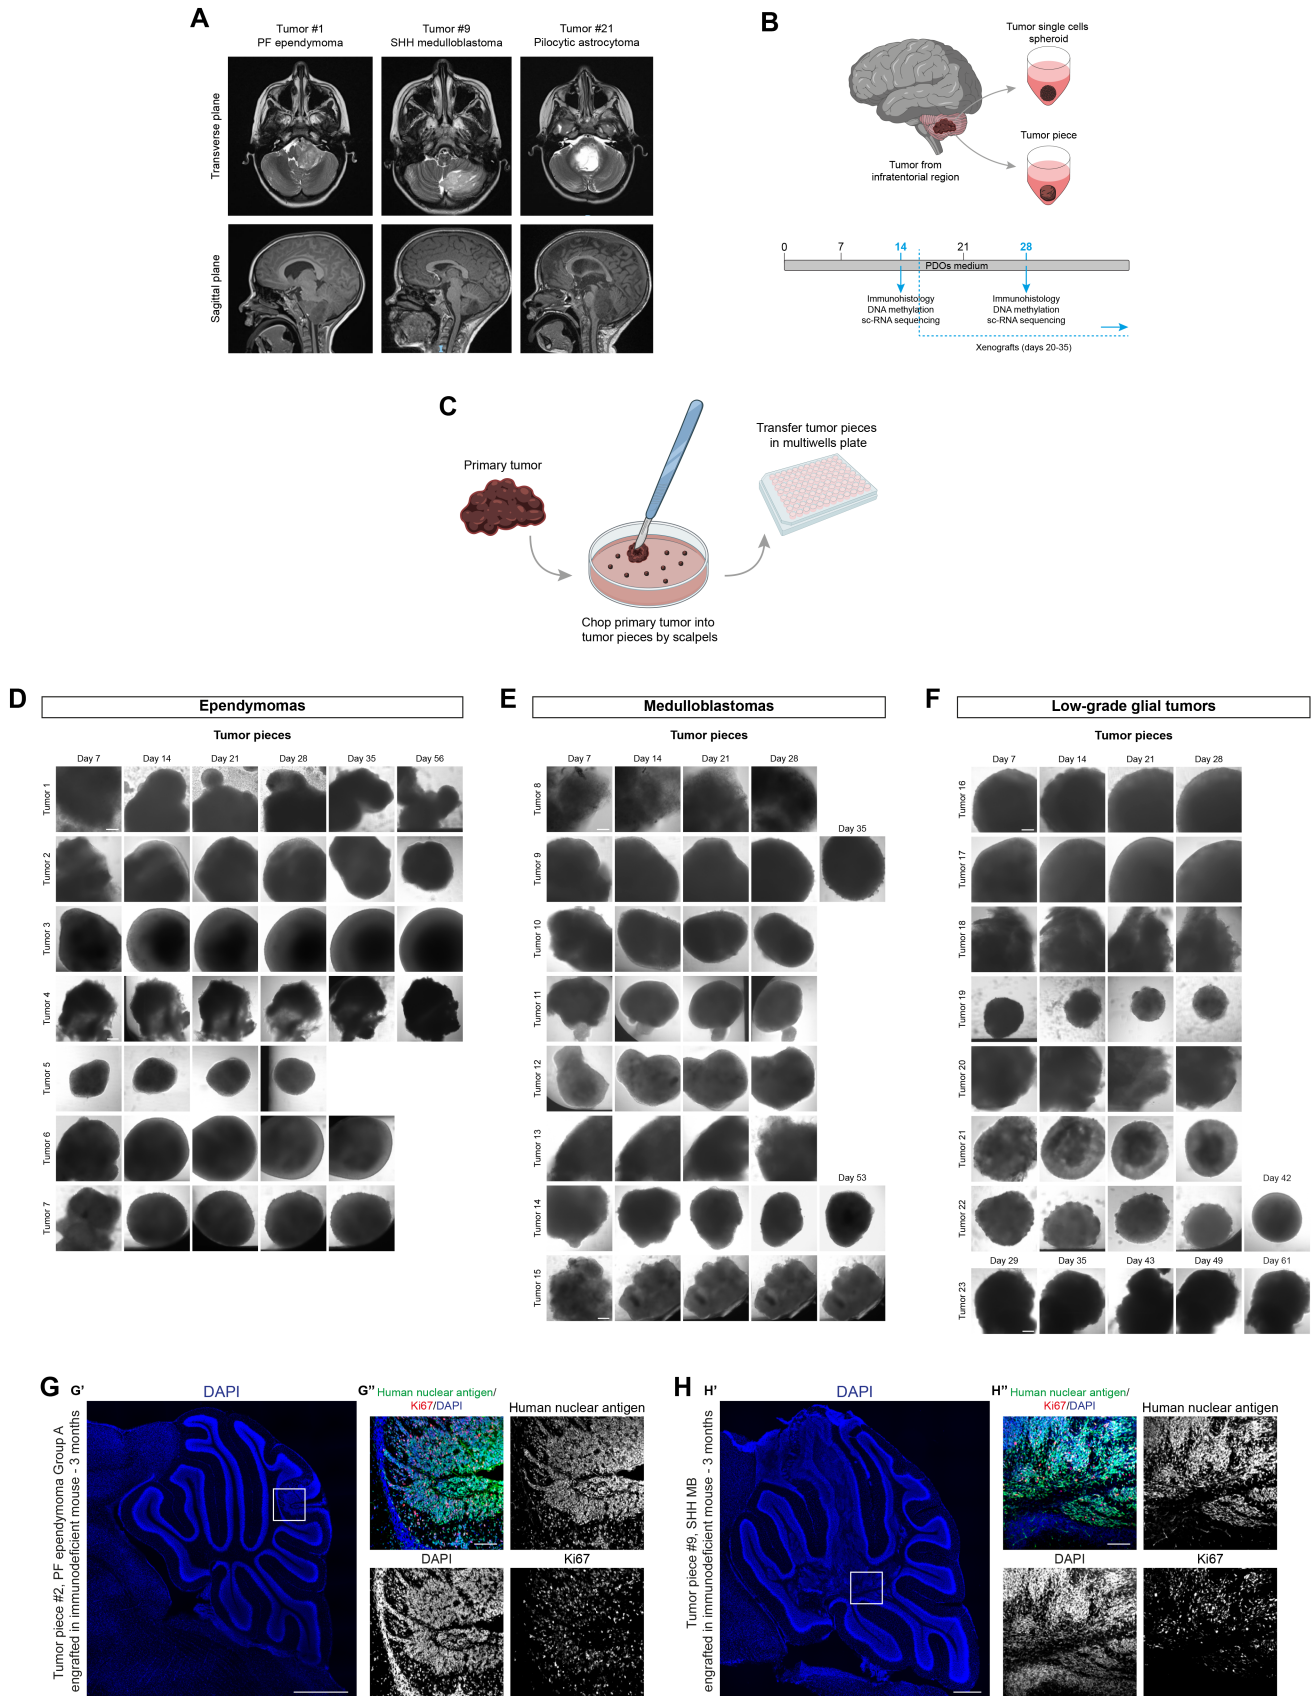 A
Tumor #1
PF ependymoma
Tumor #9
SHH medulloblastoma
Tumor #21
Pilocytic astrocytoma
Transverse plane
Sagittal plane
B
Tumor single cells
spheroid
Tumor piece
Tumor from
infratentorial region
0 7 14 21 28
PDOs medium
Immunohistology
DNA methylation
sc-RNA sequencing
Immunohistology
DNA methylation
sc-RNA sequencing
Xenografts (days 20-35)
C
Primary tumor
Chop primary tumor into
tumor pieces by scalpels
Transfer tumor pieces
in multiwells plate
D
Ependymomas
Tumor pieces
Day 7 Day 14 Day 21 Day 28 Day 35 Day 56
Tumor 1
Tumor 2
Tumor 3
Tumor 4
Tumor 5
Tumor 6
Tumor 7
E
Medulloblastomas
Tumor pieces
Day 7 Day 14 Day 21 Day 28
Tumor 8
Day 35
Tumor 9
Tumor 10
Tumor 11
Tumor 12
Tumor 13
Day 53
Tumor 14
Tumor 15
F
Low-grade glial tumors
Tumor pieces
Day 7 Day 14 Day 21 Day 28
Tumor 16
Tumor 17
Tumor 18
Tumor 19
Tumor 20
Tumor 21
Day 42
Tumor 22
Day 29 Day 35 Day 43 Day 49 Day 61
Tumor 23
G
G'
DAPI
Tumor piece #2, PF ependymoma Group A
engrafted in immunodeficient mouse - 3 months
G"
Human nuclear antigen/
Ki67/DAPI
Human nuclear antigen
DAPI
Ki67
H
H'
DAPI
Tumor piece #9, SHH MB
engrafted in immunodeficient mouse - 3 months
H"
Human nuclear antigen/
Ki67/DAPI
Human nuclear antigen
DAPI
Ki67